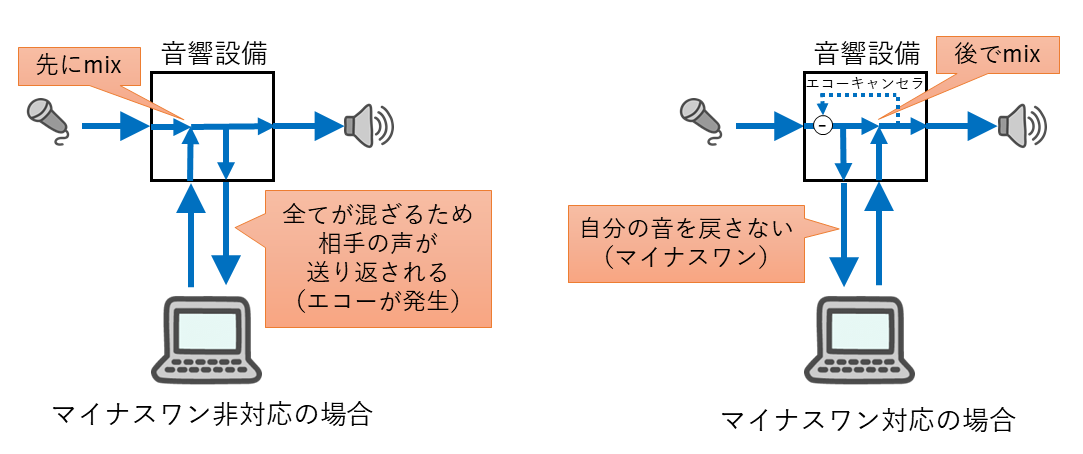 音響設備
先にmix
全てが混ざるため
相手の声が
送り返される
(エコーが発生)
マイナスワン非対応の場合
音響設備
後でmix
エコーキャンセラ
-
自分の音を戻さない
(マイナスワン)
マイナスワン対応の場合